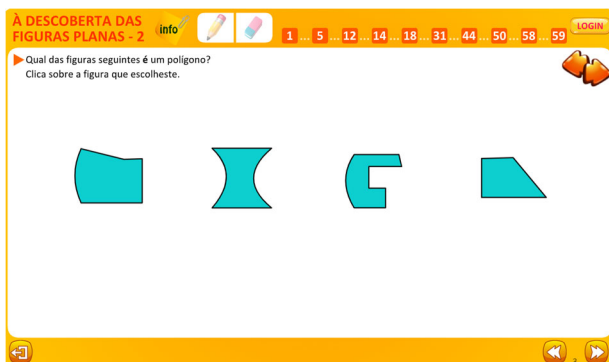 À DESCOBERTA DAS
FIGURAS PLANAS - 2
info
1 ... 5 ... 12 ... 14 ... 18 ... 31 ... 44 ... 50 ... 58 ... 59
LOGIN
Qual das figuras seguintes é um polígono?
Clica sobre a figura que escolheste.